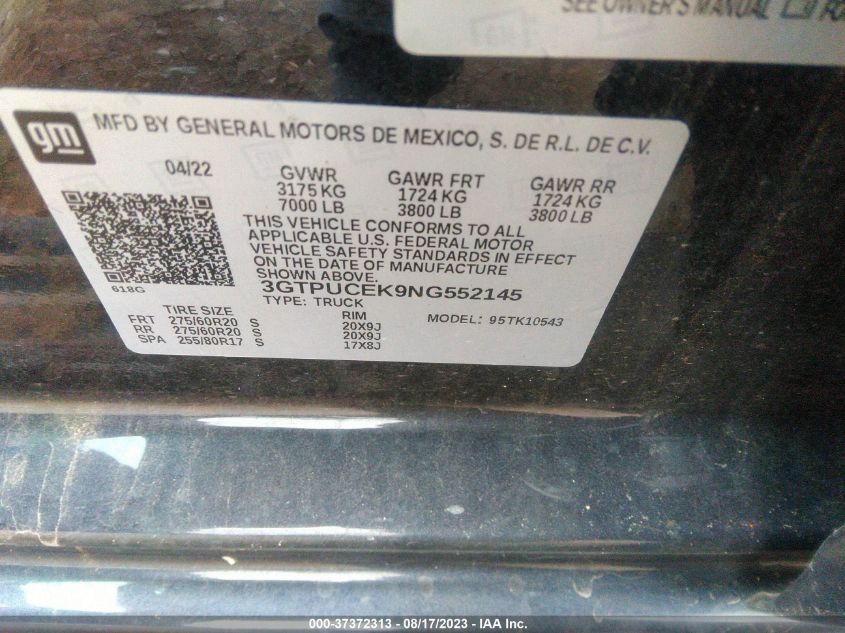 SEE OWNER'S MANUAL
gm
MFD BY GENERAL MOTORS DE MEXICO, S. DE R.L. DE C.V.
04/22 GVWR GAWR FRT GAWR RR
3175 KG 1724 KG 1724 KG
7000 LB 3800 LB 3800 LB
THIS VEHICLE CONFORMS TO ALL
APPLICABLE U.S. FEDERAL MOTOR
VEHICLE SAFETY STANDARDS IN EFFECT
ON THE DATE OF MANUFACTURE
SHOWN ABOVE.
3GTPUCEK9NG552145
618G
TYPE: TRUCK
TIRE SIZE RIM MODEL: 95TK10543
FRT 275/60R20 S 20X9J
RR 275/60R20 S 20X9J
SPA 255/80R17 S 17X8J
000-37372313 - 08/17/2023 - IAA Inc.